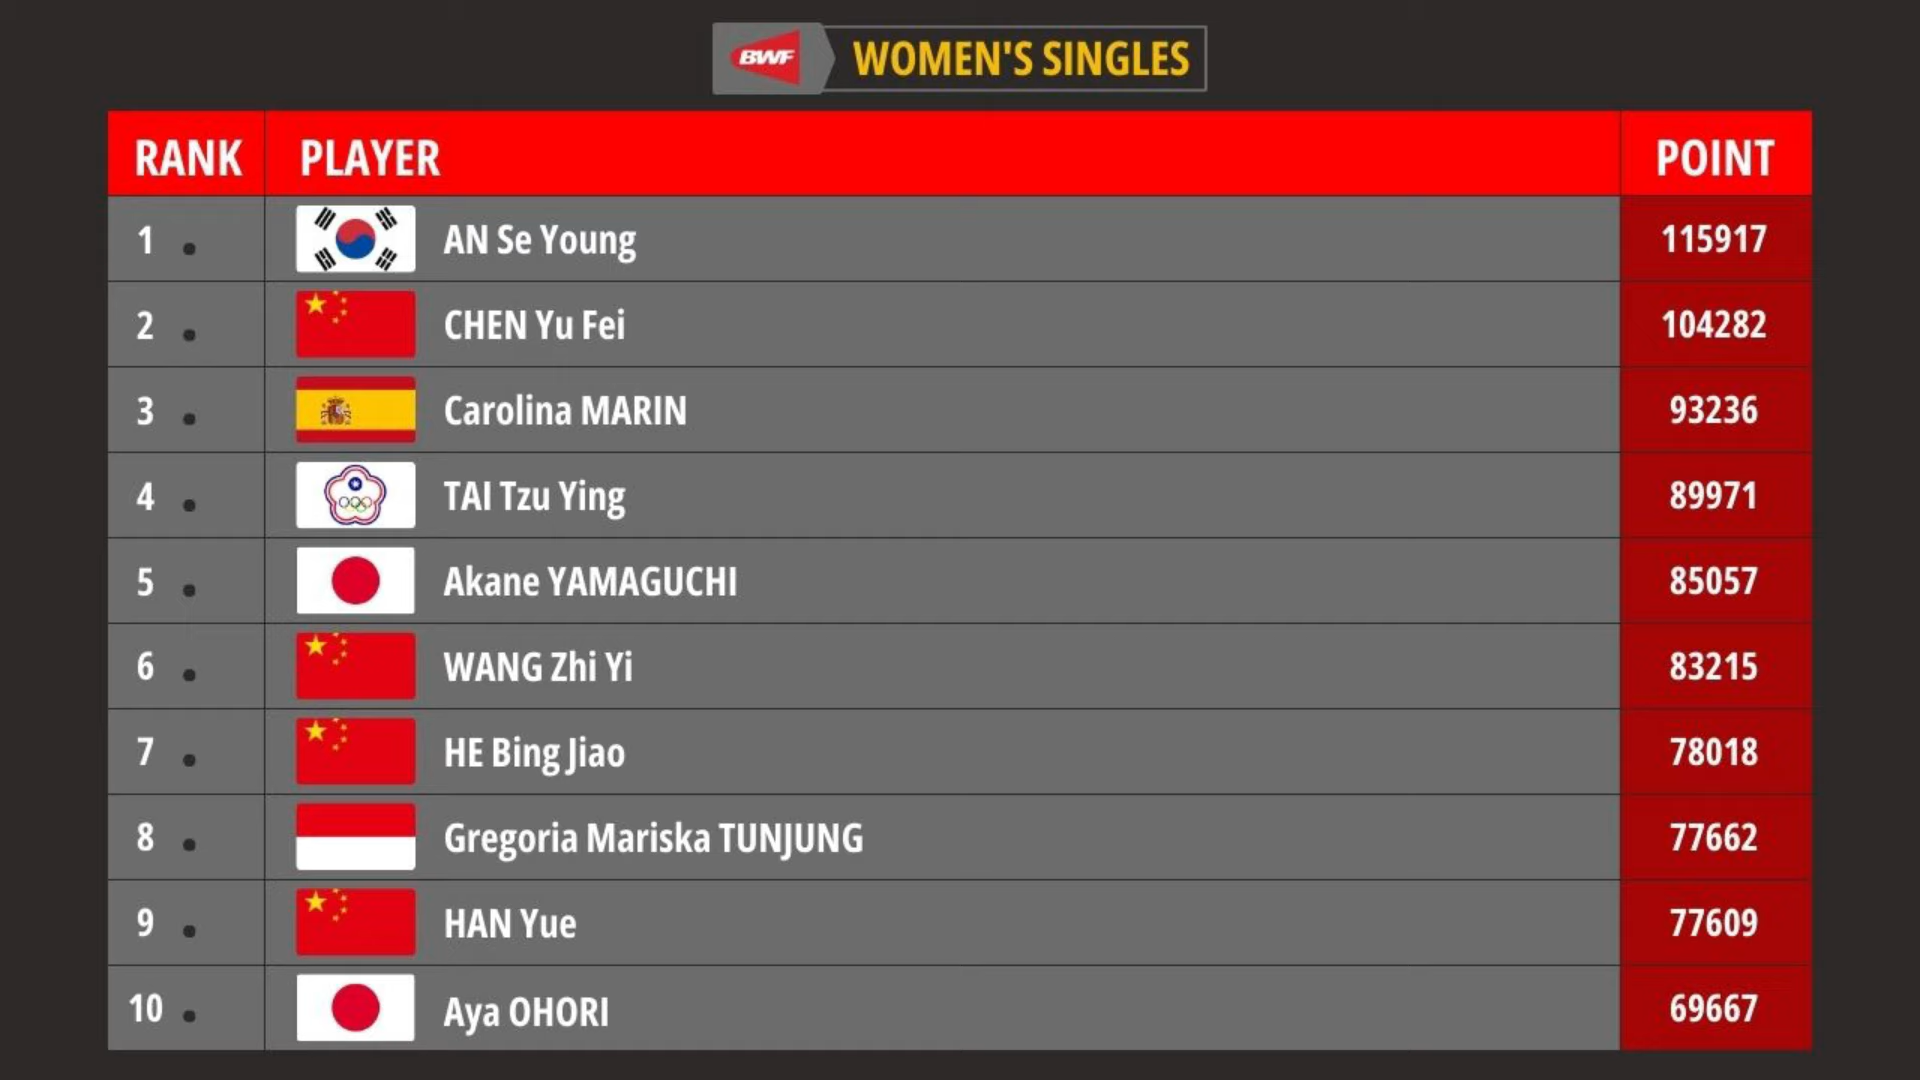 BWF WOMEN'S SINGLES
RANK PLAYER POINT
1 . AN Se Young 115917
2 . CHEN Yu Fei 104282
3 . Carolina MARIN 93236
4 . TAI Tzu Ying 89971
5 . Akane YAMAGUCHI 85057
6 . WANG Zhi Yi 83215
7 . HE Bing Jiao 78018
8 . Gregoria Mariska TUNJUNG 77662
9 . HAN Yue 77609
10 . Aya OHORI 69667